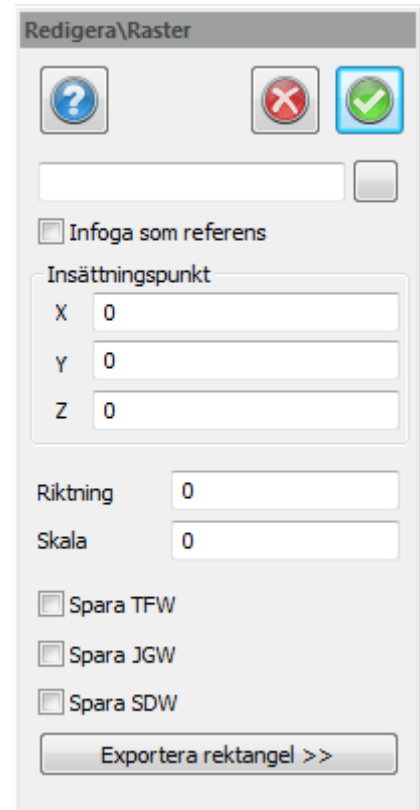 Redigera\Raster
Infoga som referens
Insättningspunkt
X 0
Y 0
Z 0
Riktning 0
Skala 0
Spara TFW
Spara JGW
Spara SDW
Exportera rektangel >>